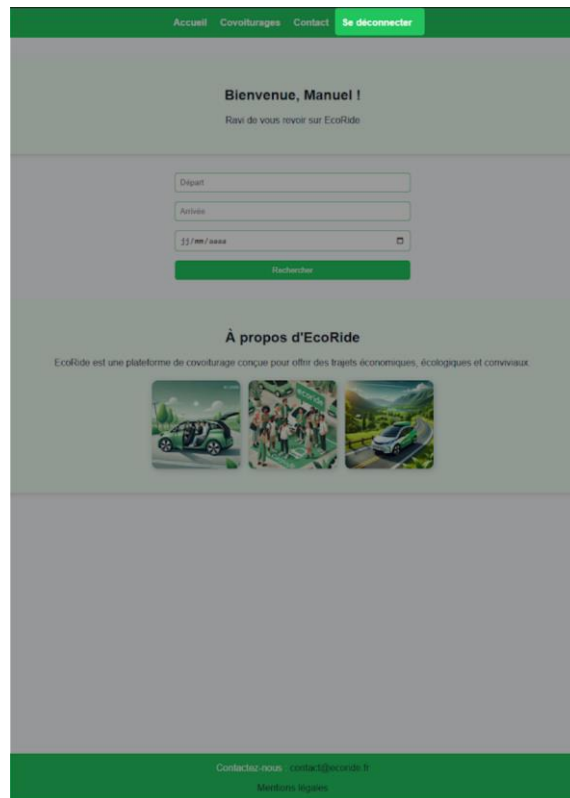 Accueil Covoiturages Contact Se déconnecter
Bienvenue, Manuel !
Ravi de vous revoir sur EcoRide
Départ
Arrivée
jj/mm/aaaa
Rechercher
À propos d'EcoRide
EcoRide est une plateforme de covoiturage conçue pour offrir des trajets économiques, écologiques et conviviaux.
ecoride
Contactez-nous contact@ecoride.fr
Mentions légales